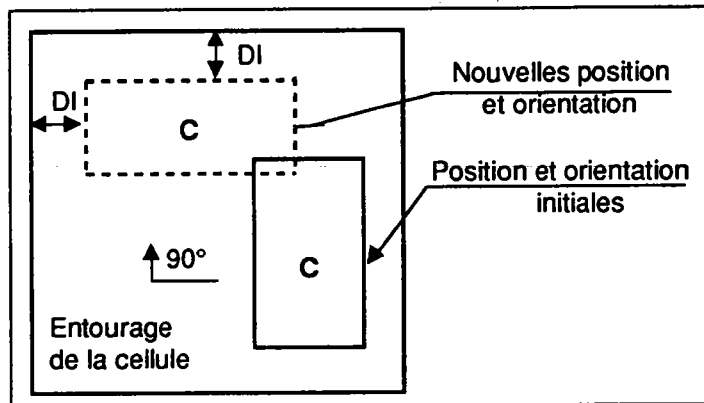 DI
DI
C
Nouvelles position
et orientation
Position et orientation
initiales
90°
C
Entourage
de la cellule